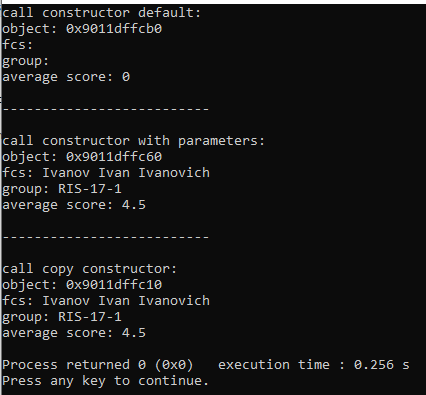 call constructor default:
object: 0x9011dffcb0
fcs:
group:
average score: 0
--------------------------
call constructor with parameters:
object: 0x9011dffc60
fcs: Ivanov Ivan Ivanovich
group: RIS-17-1
average score: 4.5
--------------------------
call copy constructor:
object: 0x9011dffc10
fcs: Ivanov Ivan Ivanovich
group: RIS-17-1
average score: 4.5
Process returned 0 (0x0)   execution time : 0.256 s
Press any key to continue.